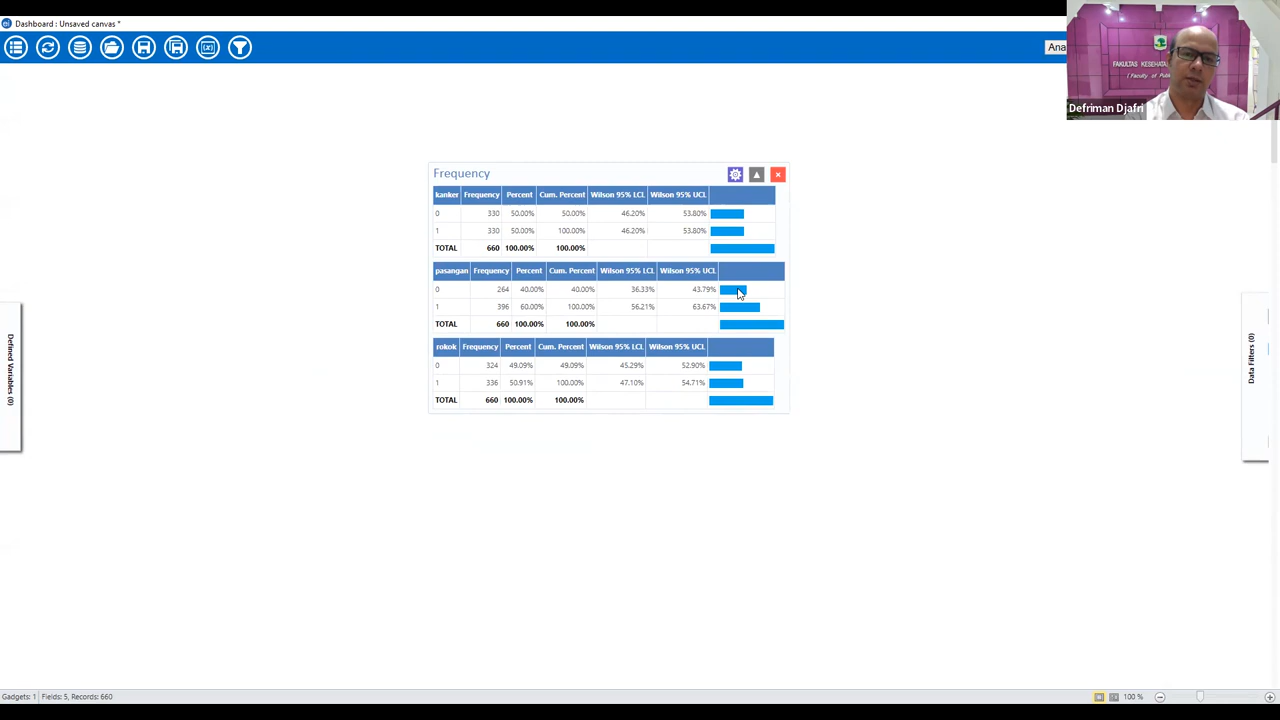 Dashboard : Unsaved canvas *
Ana
FAKULTAS KESEHATA
( Faculty of Pub
Defriman Djafri
Frequency
kanker Frequency Percent Cum. Percent Wilson 95% LCL Wilson 95% UCL
0 330 50.00% 50.00% 46.20% 53.80%
1 330 50.00% 100.00% 46.20% 53.80%
TOTAL 660 100.00% 100.00%
pasangan Frequency Percent Cum. Percent Wilson 95% LCL Wilson 95% UCL
0 264 40.00% 40.00% 36.33% 43.79%
1 396 60.00% 100.00% 56.21% 63.67%
TOTAL 660 100.00% 100.00%
rokok Frequency Percent Cum. Percent Wilson 95% LCL Wilson 95% UCL
0 324 49.09% 49.09% 45.29% 52.90%
1 336 50.91% 100.00% 47.10% 54.71%
TOTAL 660 100.00% 100.00%
Defined Variables (0)
Data Filters (0)
Gadgets: 1 Fields: 5, Records: 660
100 %